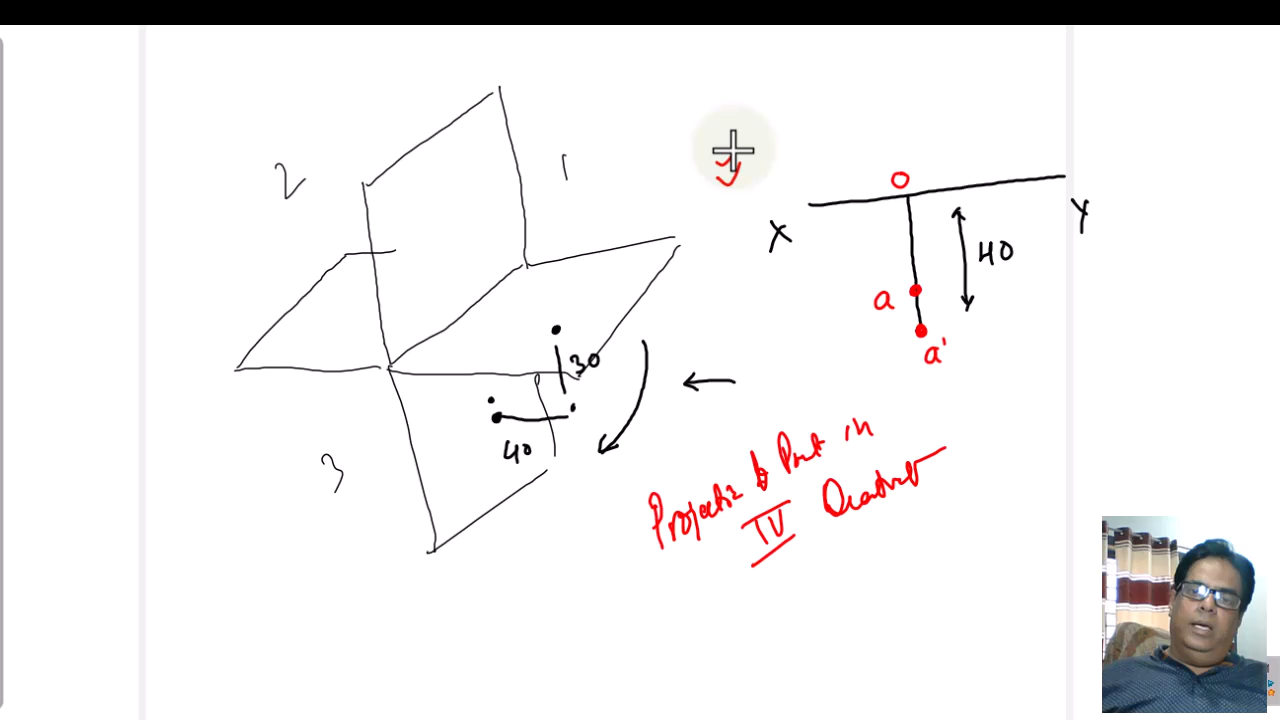 2
1
y
O
X
Y
40
a
a'
30
40
3
Projection of Point in
IV Quadrant